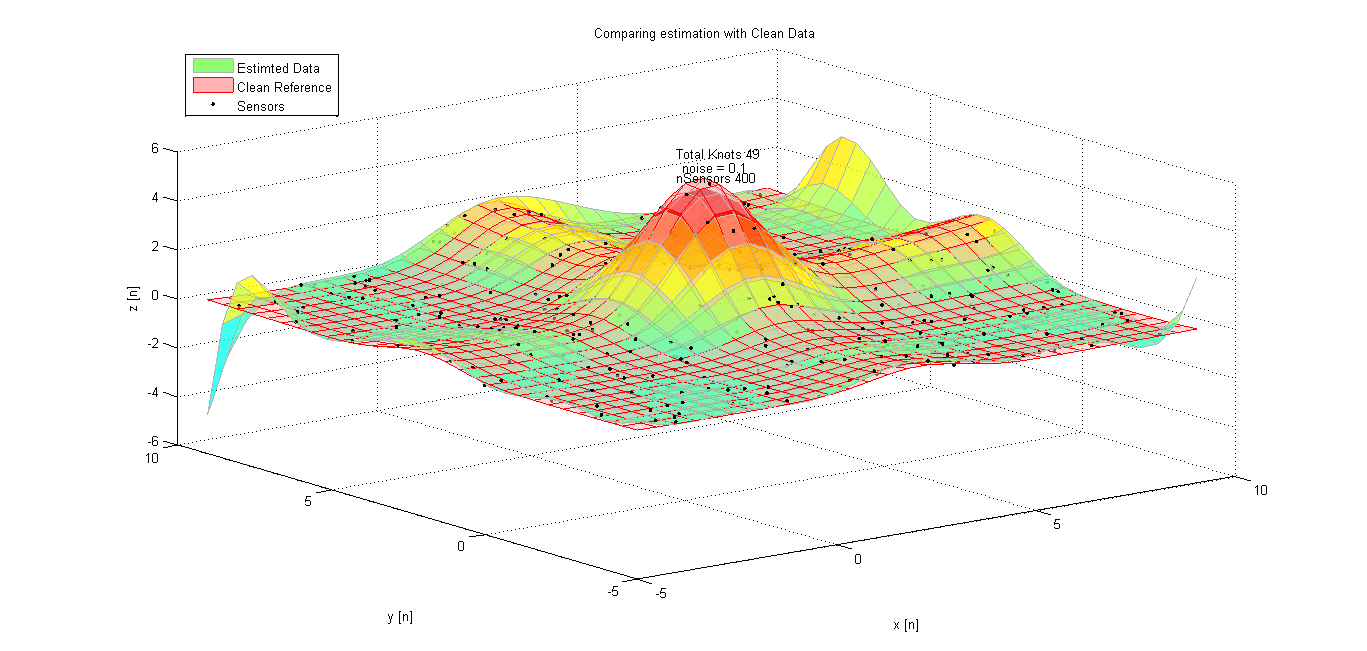 Comparing estimation with Clean Data
Estimted Data
Clean Reference
Sensors
Total Knots 49
noise = 0.1
nSensors 400
6
4
2
0
-2
-4
-6
z [n]
10
5
0
-5
y [n]
-5
0
5
10
x [n]